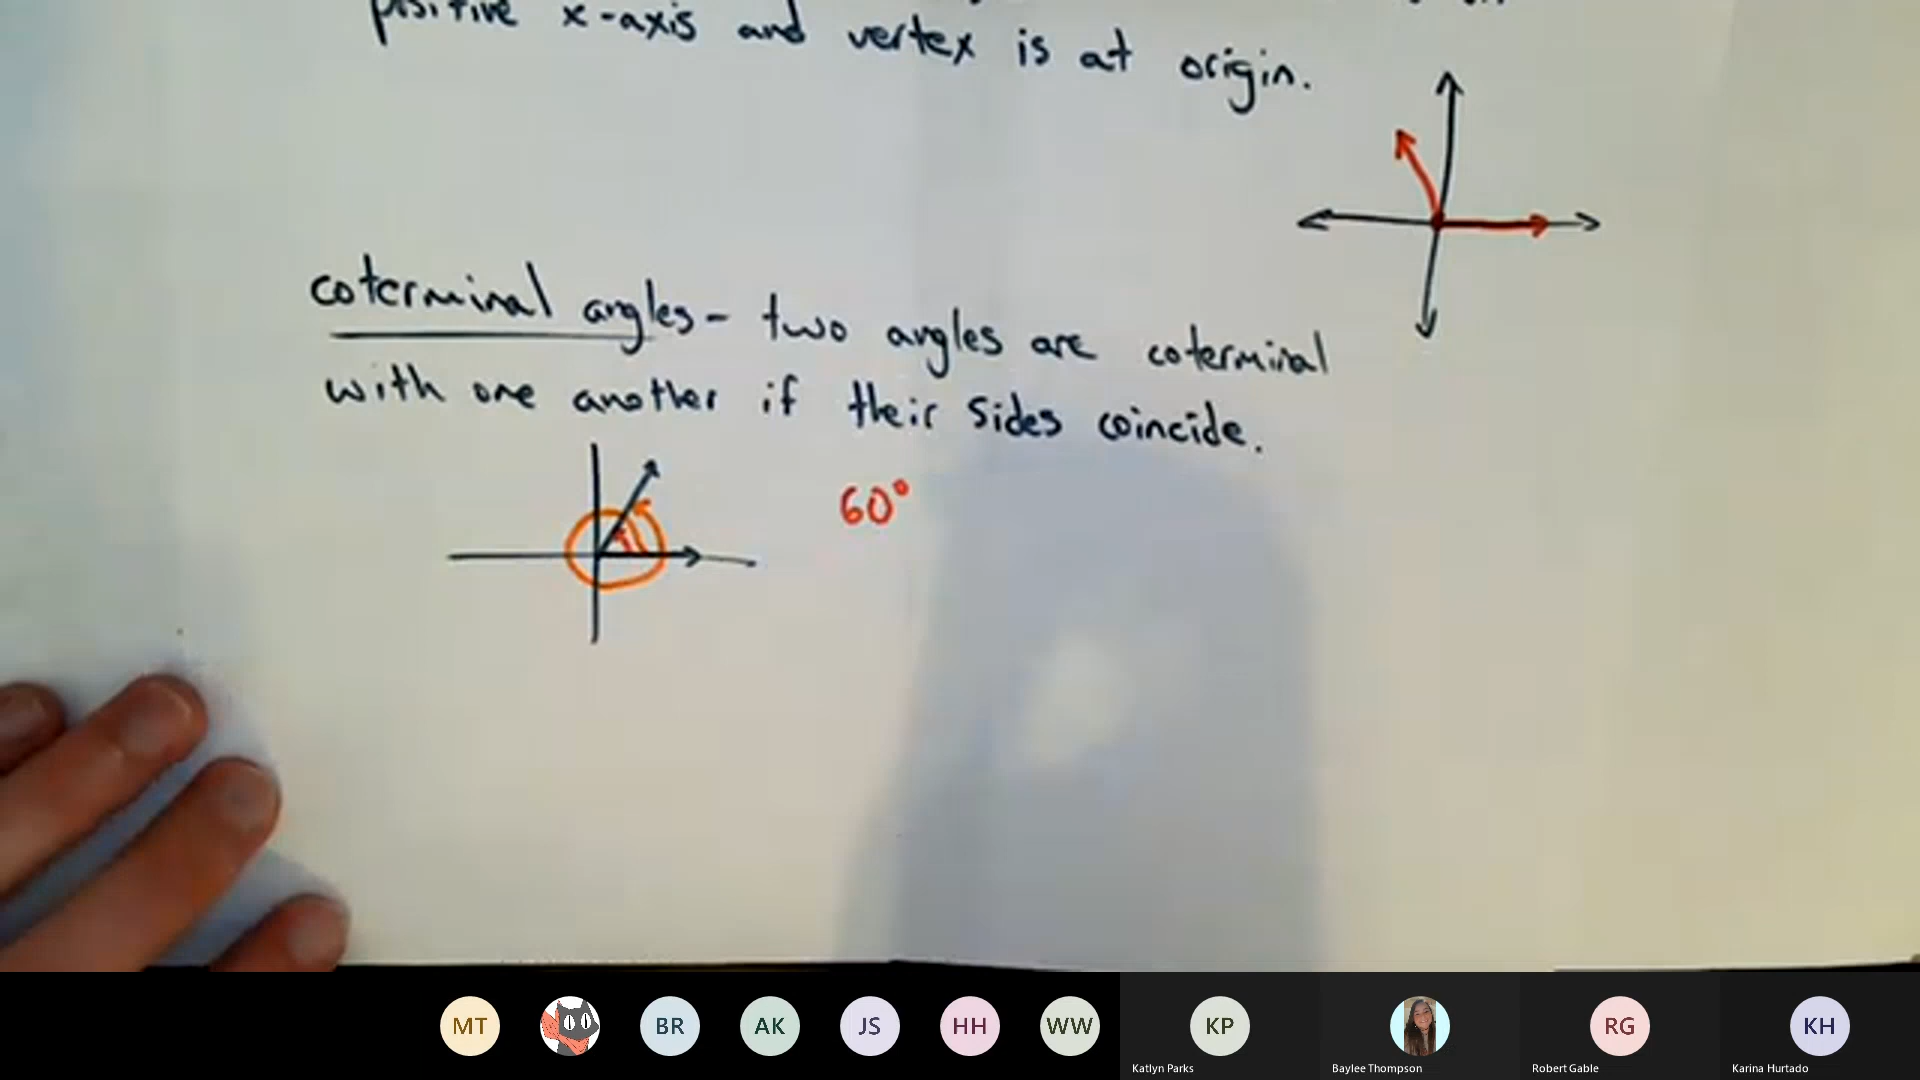 positive x-axis and vertex is at origin.
coterminal angles - two angles are coterminal
with one another if their sides coincide.
60°
MT
BR
AK
JS
HH
WW
KP
RG
KH
Katlyn Parks
Baylee Thompson
Robert Gable
Karina Hurtado